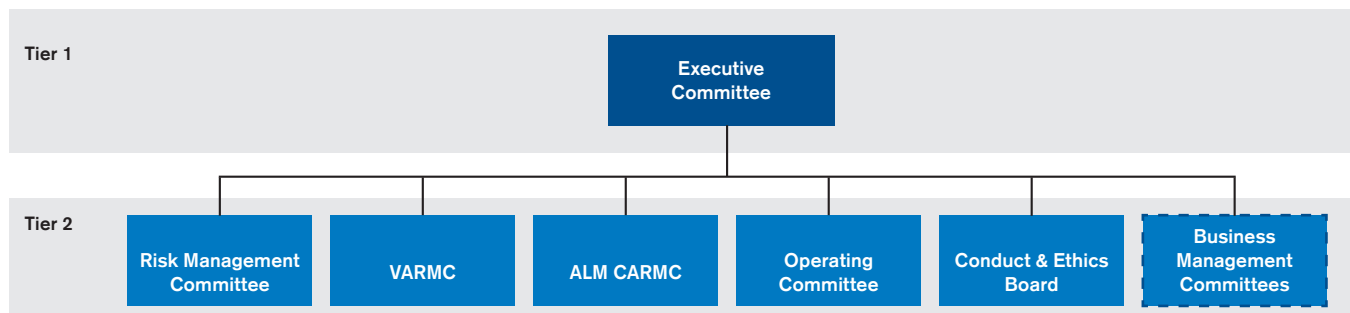 Tier 1
Executive
Committee
Tier 2
Risk Management
Committee
VARMC
ALM CARMC
Operating
Committee
Conduct & Ethics
Board
Business
Management
Committees